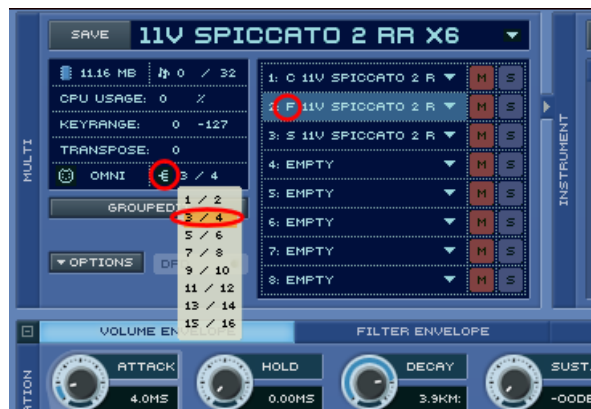 SAVE 11V SPICCATO 2 RR X6
11.16 MB 0 / 32
CPU USAGE: 0 %
KEYRANGE: 0 -127
TRANSPOSE: 0
OMNI 3 / 4
1: C 11V SPICCATO 2 R M S
2: F 11V SPICCATO 2 R M S
3: S 11V SPICCATO 2 R M S
4: EMPTY M S
5: EMPTY M S
6: EMPTY M S
7: EMPTY M S
8: EMPTY M S
MULTI
INSTRUMENT
GROUPED
1 / 2
3 / 4
5 / 6
7 / 8
9 / 10
11 / 12
13 / 14
15 / 16
OPTIONS
VOLUME ENVELOPE FILTER ENVELOPE
ATTACK HOLD DECAY SUST
4.0MS 0.00MS 3.9KM: -00DB
ATION